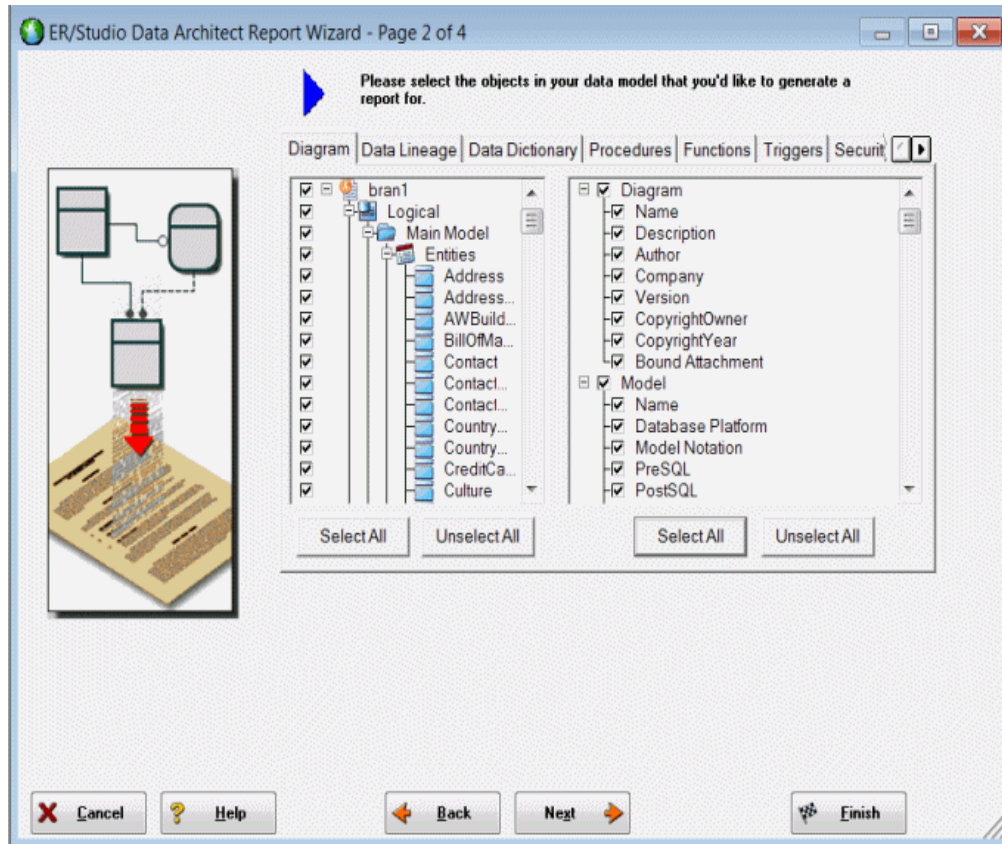 ER/Studio Data Architect Report Wizard - Page 2 of 4
Please select the objects in your data model that you'd like to generate a
report for.
Diagram Data Lineage Data Dictionary Procedures Functions Triggers Securit
bran1
Logical
Main Model
Entities
Address
Address...
AWBuild...
BillOfMa...
Contact
Contact...
Contact...
Country...
Country...
CreditCa...
Culture
Diagram
Name
Description
Author
Company
Version
CopyrightOwner
CopyrightYear
Bound Attachment
Model
Name
Database Platform
Model Notation
PreSQL
PostSQL
Select All Unselect All Select All Unselect All
Cancel Help Back Next Finish